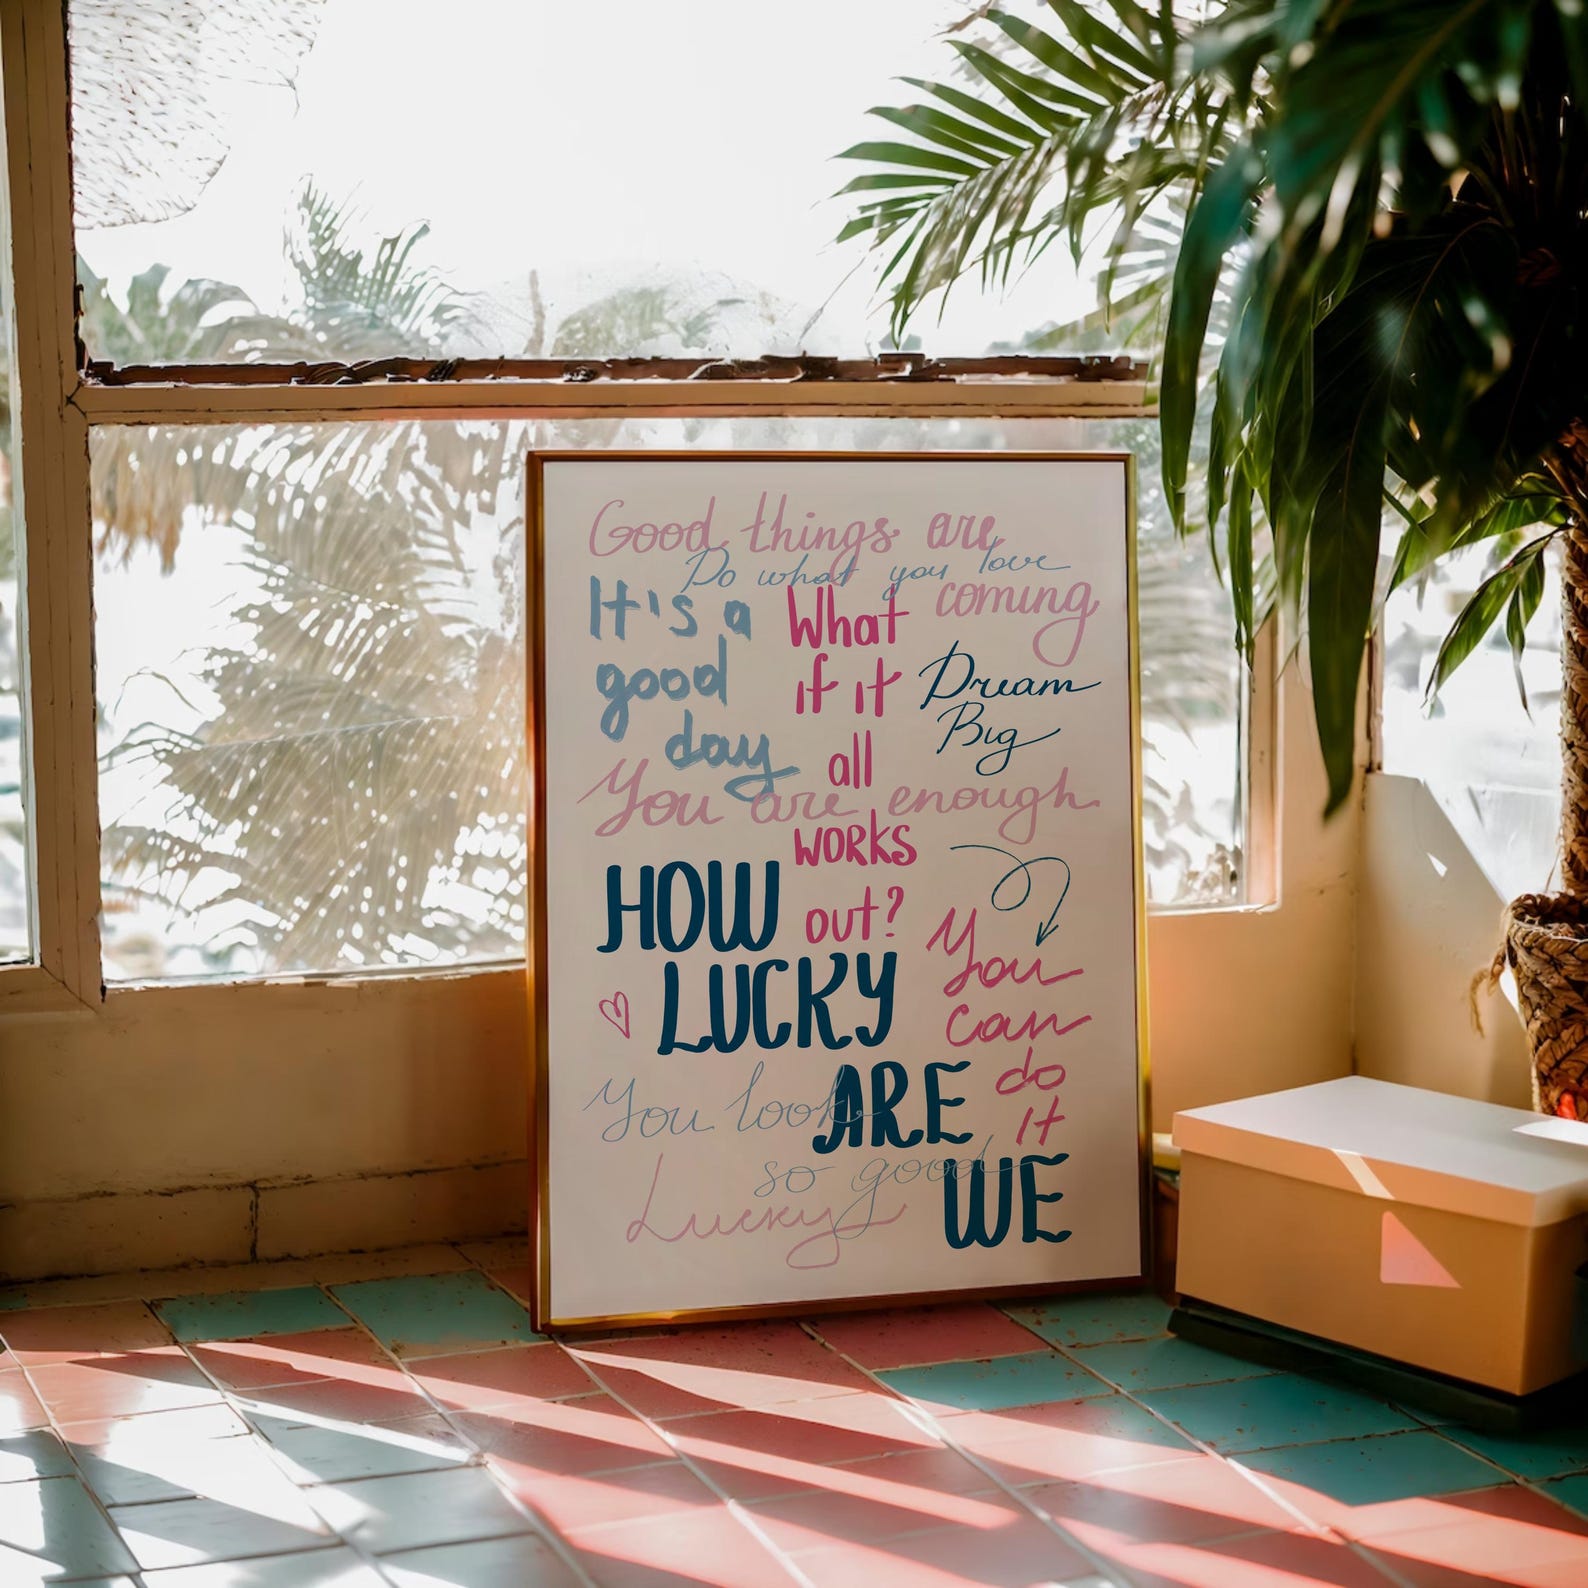 Good things are
Do what you love
coming
It's a
good
day
What
if it
all
works
out?
Dream
Big
You are enough
HOW
LUCKY
ARE
WE
You
can
do
it
You look
so good
Lucky